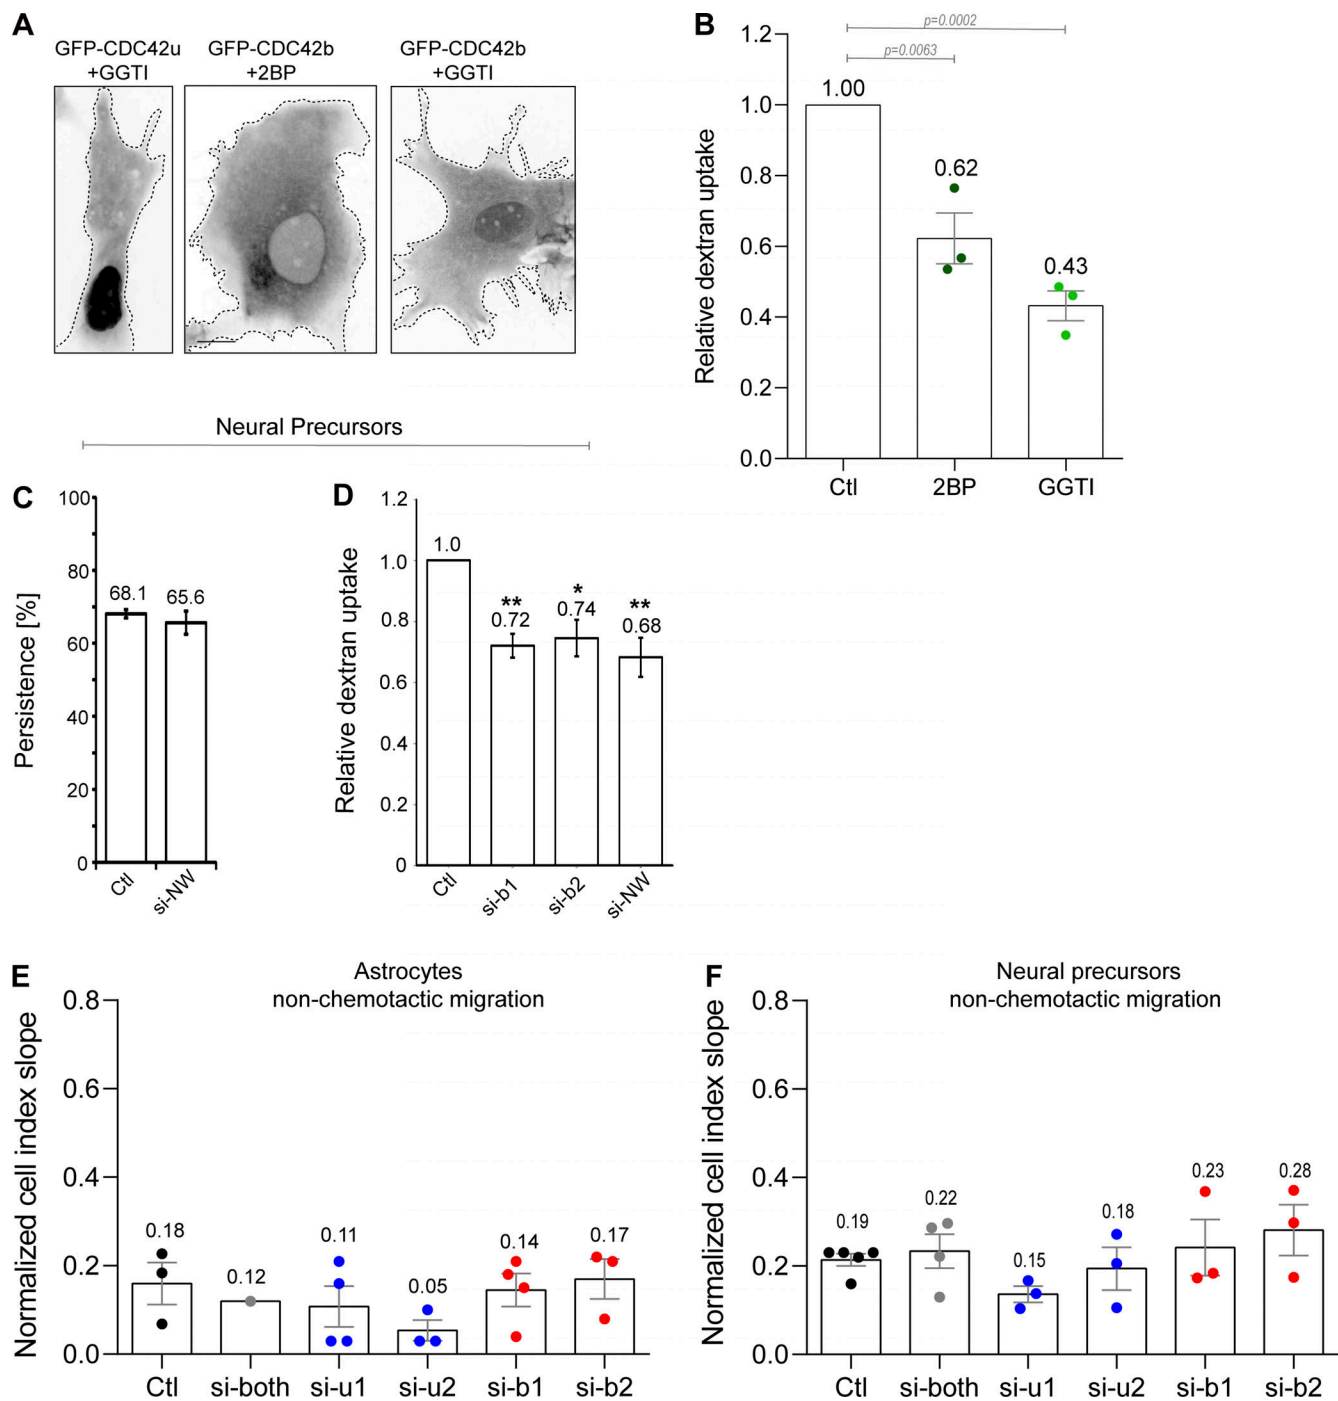 A
GFP-CDC42u
+GGTI
GFP-CDC42b
+2BP
GFP-CDC42b
+GGTI
B
Relative dextran uptake
1.2
1.0
0.8
0.6
0.4
0.2
0.0
p=0.0002
p=0.0063
1.00
0.62
0.43
Ctl
2BP
GGTI
Neural Precursors
C
Persistence [%]
100
80
60
40
20
0
68.1
65.6
Ctl
si-NW
D
Relative dextran uptake
1.2
1.0
0.8
0.6
0.4
0.2
0
1.0
**
0.72
*
0.74
**
0.68
Ctl
si-b1
si-b2
si-NW
E
Astrocytes
non-chemotactic migration
Normalized cell index slope
0.8
0.6
0.4
0.2
0.0
0.18
0.12
0.11
0.05
0.14
0.17
Ctl
si-both
si-u1
si-u2
si-b1
si-b2
F
Neural precursors
non-chemotactic migration
Normalized cell index slope
0.8
0.6
0.4
0.2
0.0
0.19
0.22
0.15
0.18
0.23
0.28
Ctl
si-both
si-u1
si-u2
si-b1
si-b2